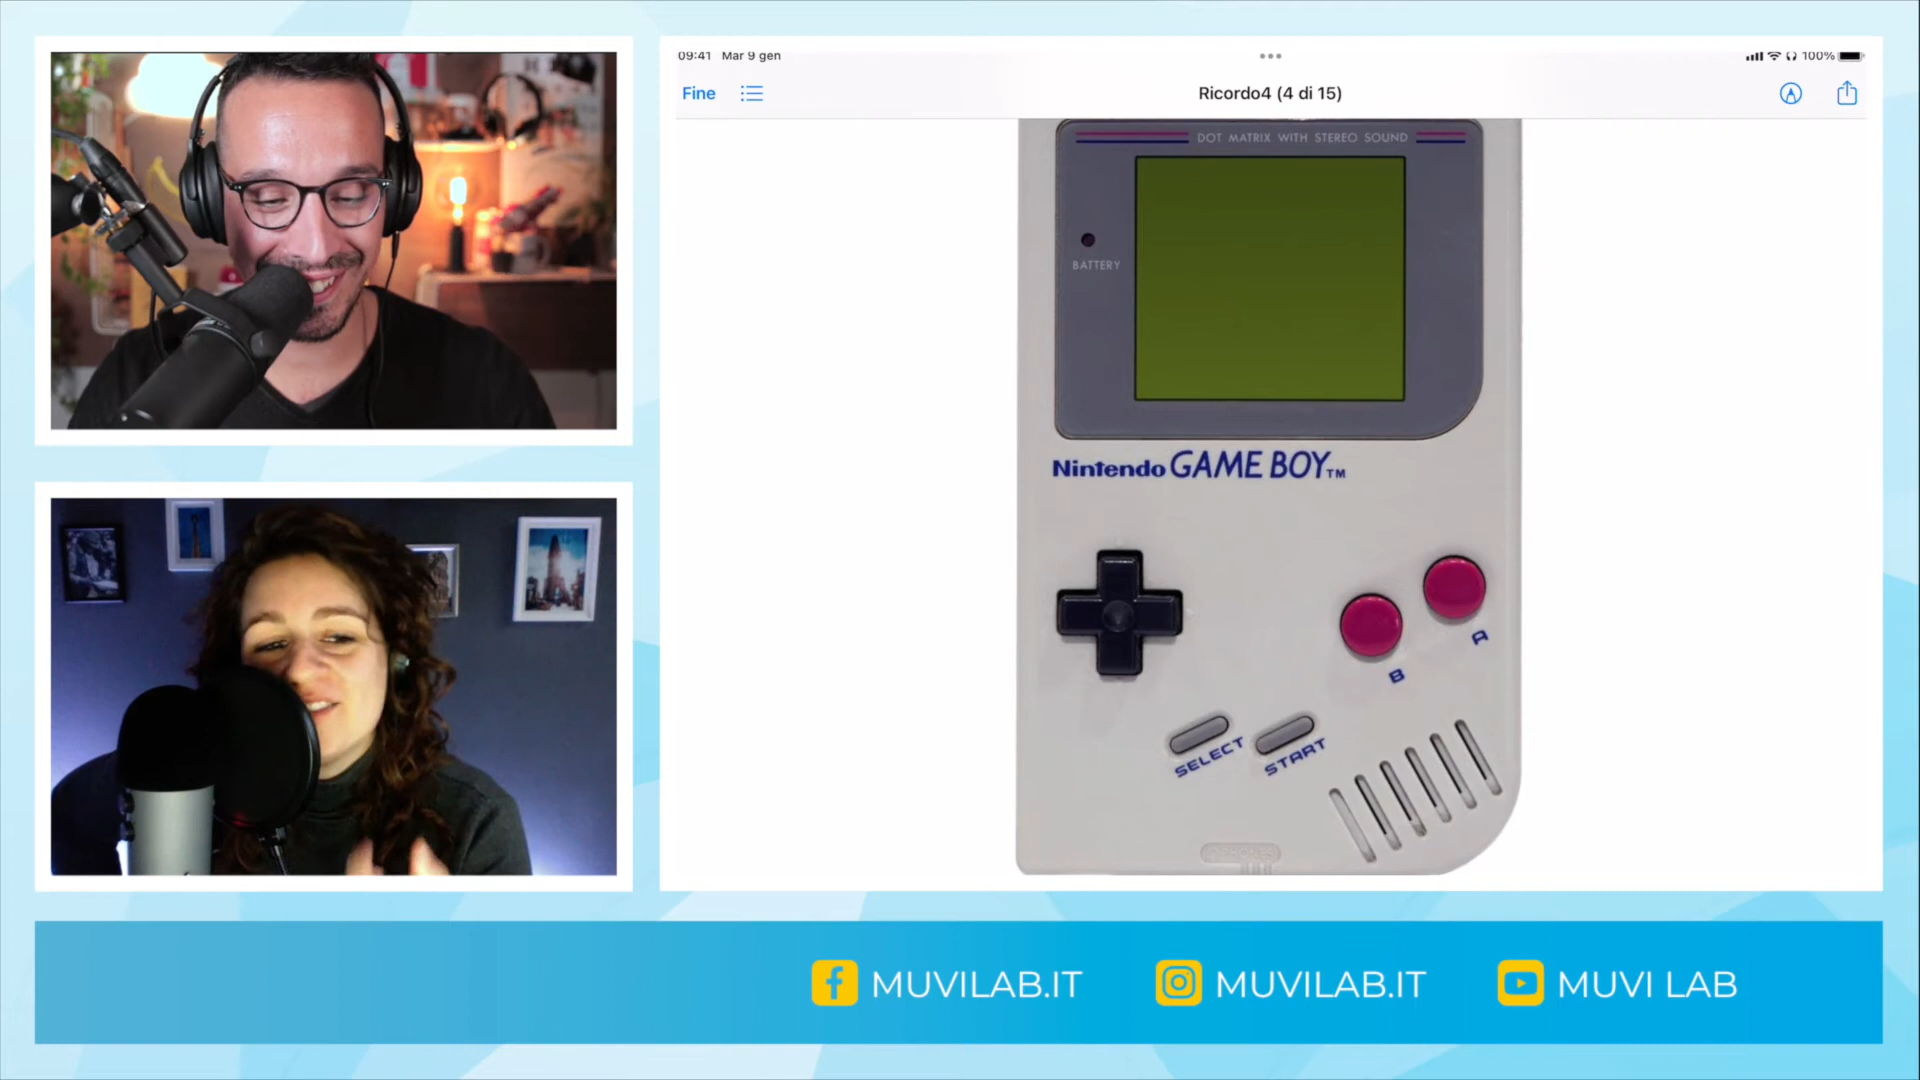 09:41 Mar 9 gen
100%
Fine
Ricordo4 (4 di 15)
DOT MATRIX WITH STEREO SOUND
BATTERY
Nintendo GAME BOY TM
A
B
SELECT
START
PHONES
MUVILAB.IT
MUVILAB.IT
MUVI LAB